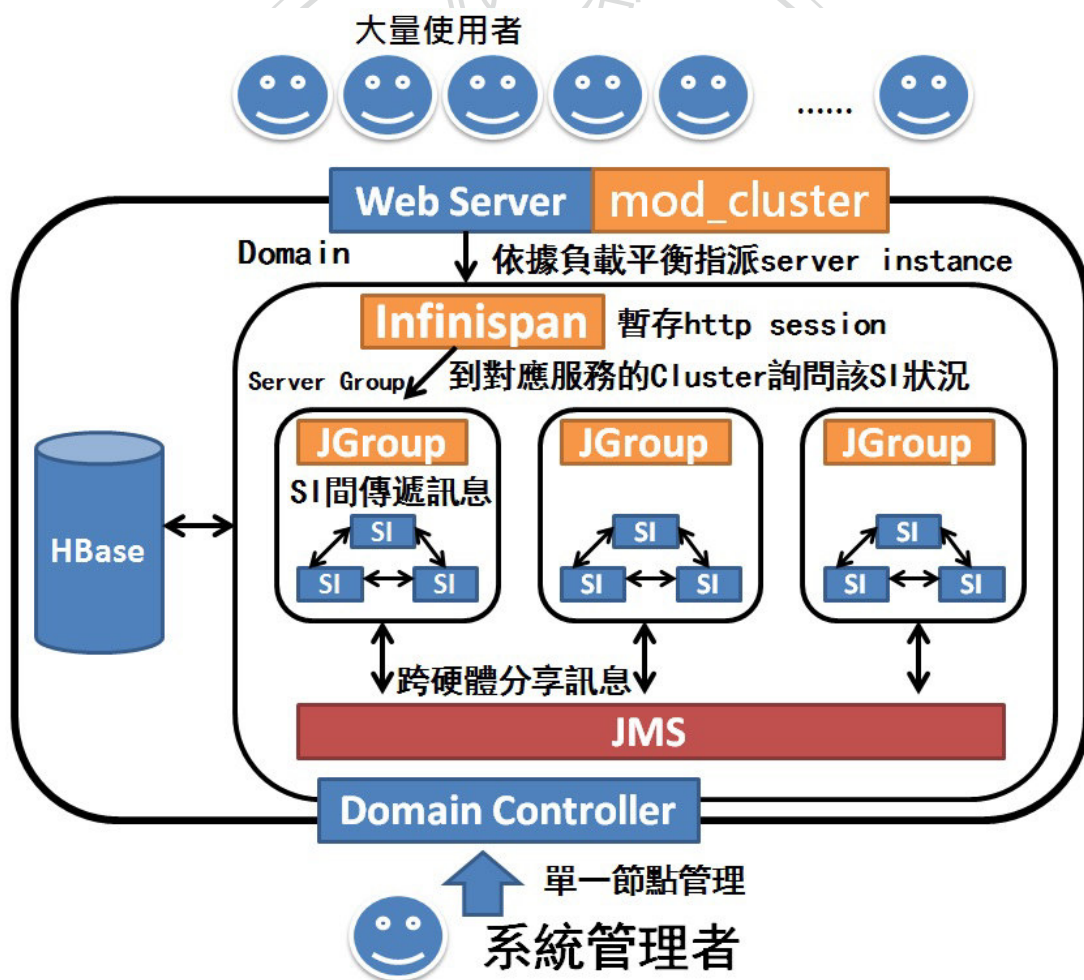 大量使用者
......
Web Server
mod_cluster
Domain
依據負載平衡指派server instance
Infinispan
暫存http session
Server Group
到對應服務的Cluster詢問該SI狀況
JGroup
JGroup
JGroup
SI間傳遞訊息
SI
SI
SI
SI
SI
SI
SI
SI
SI
HBase
跨硬體分享訊息
JMS
Domain Controller
單一節點管理
系統管理者